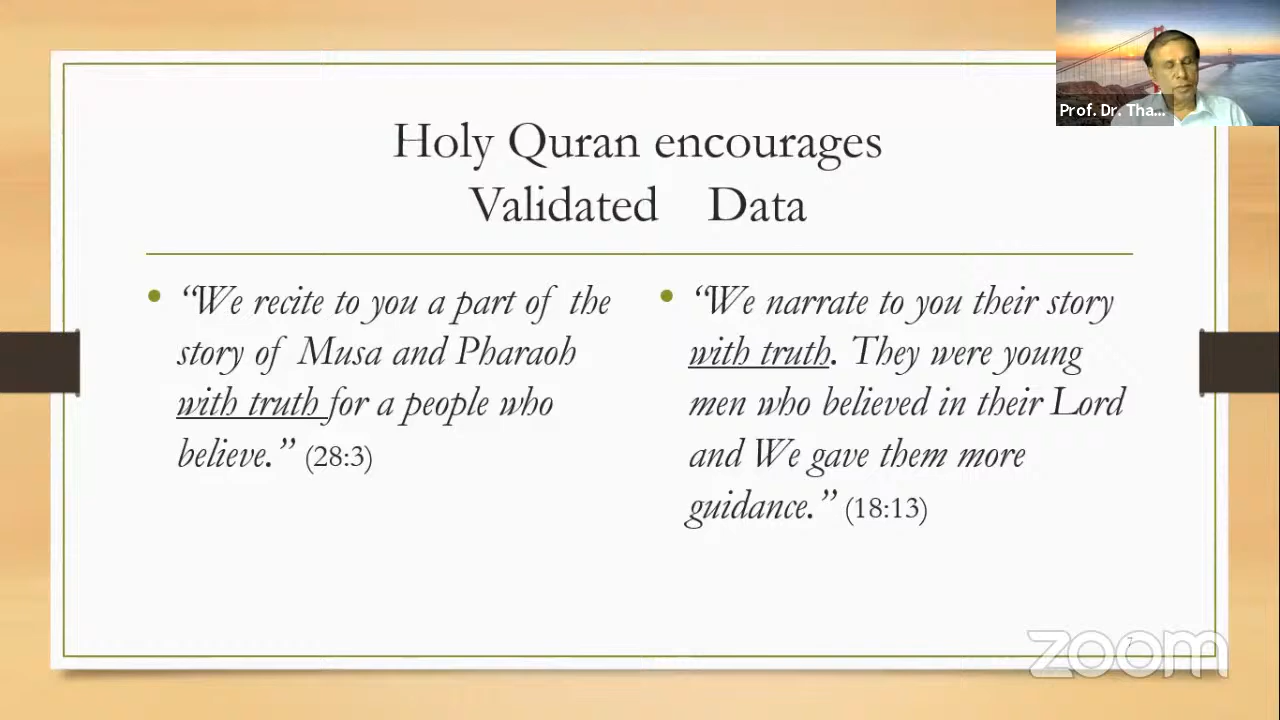 Prof. Dr. Tha...
Holy Quran encourages
Validated Data
• “We recite to you a part of the
story of Musa and Pharaoh
with truth for a people who
believe.” (28:3)
• “We narrate to you their story
with truth. They were young
men who believed in their Lord
and We gave them more
guidance.” (18:13)
7
zoom